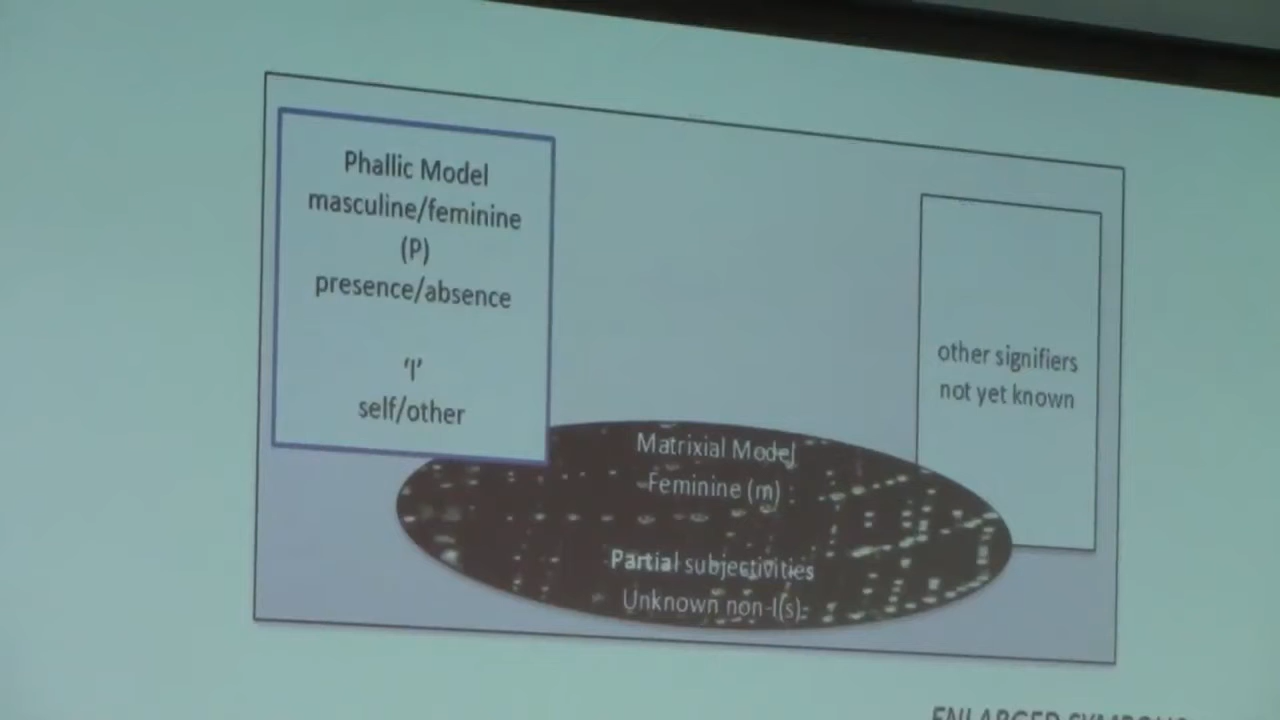 Phallic Model
masculine/feminine
(P)
presence/absence
'I'
self/other
other signifiers
not yet known
Matrixial Model
Feminine (m)
Partial subjectivities
Unknown non-I(s)
ENLARGED